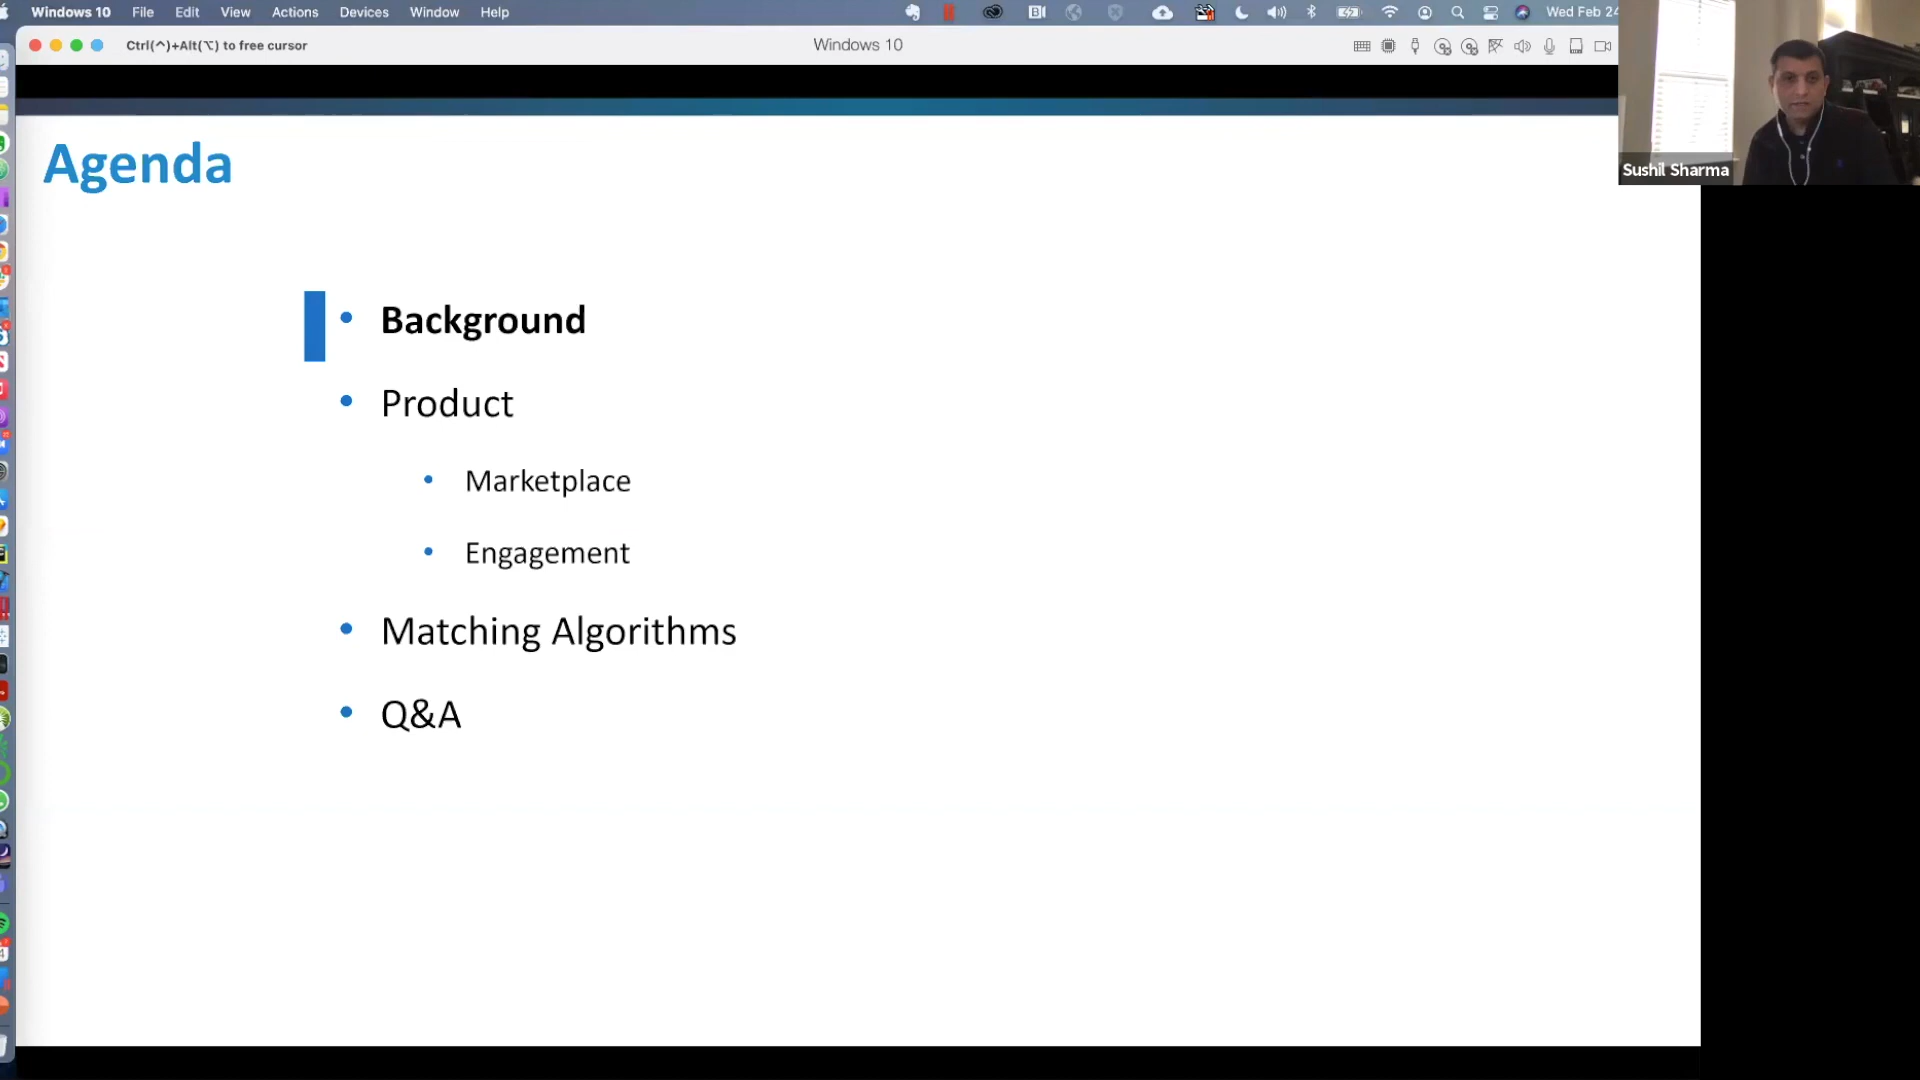 Windows 10 File Edit View Actions Devices Window Help Wed Feb 24
Ctrl(^)+Alt(⌥) to free cursor Windows 10
Sushil Sharma
Agenda
• Background
• Product
• Marketplace
• Engagement
• Matching Algorithms
• Q&A